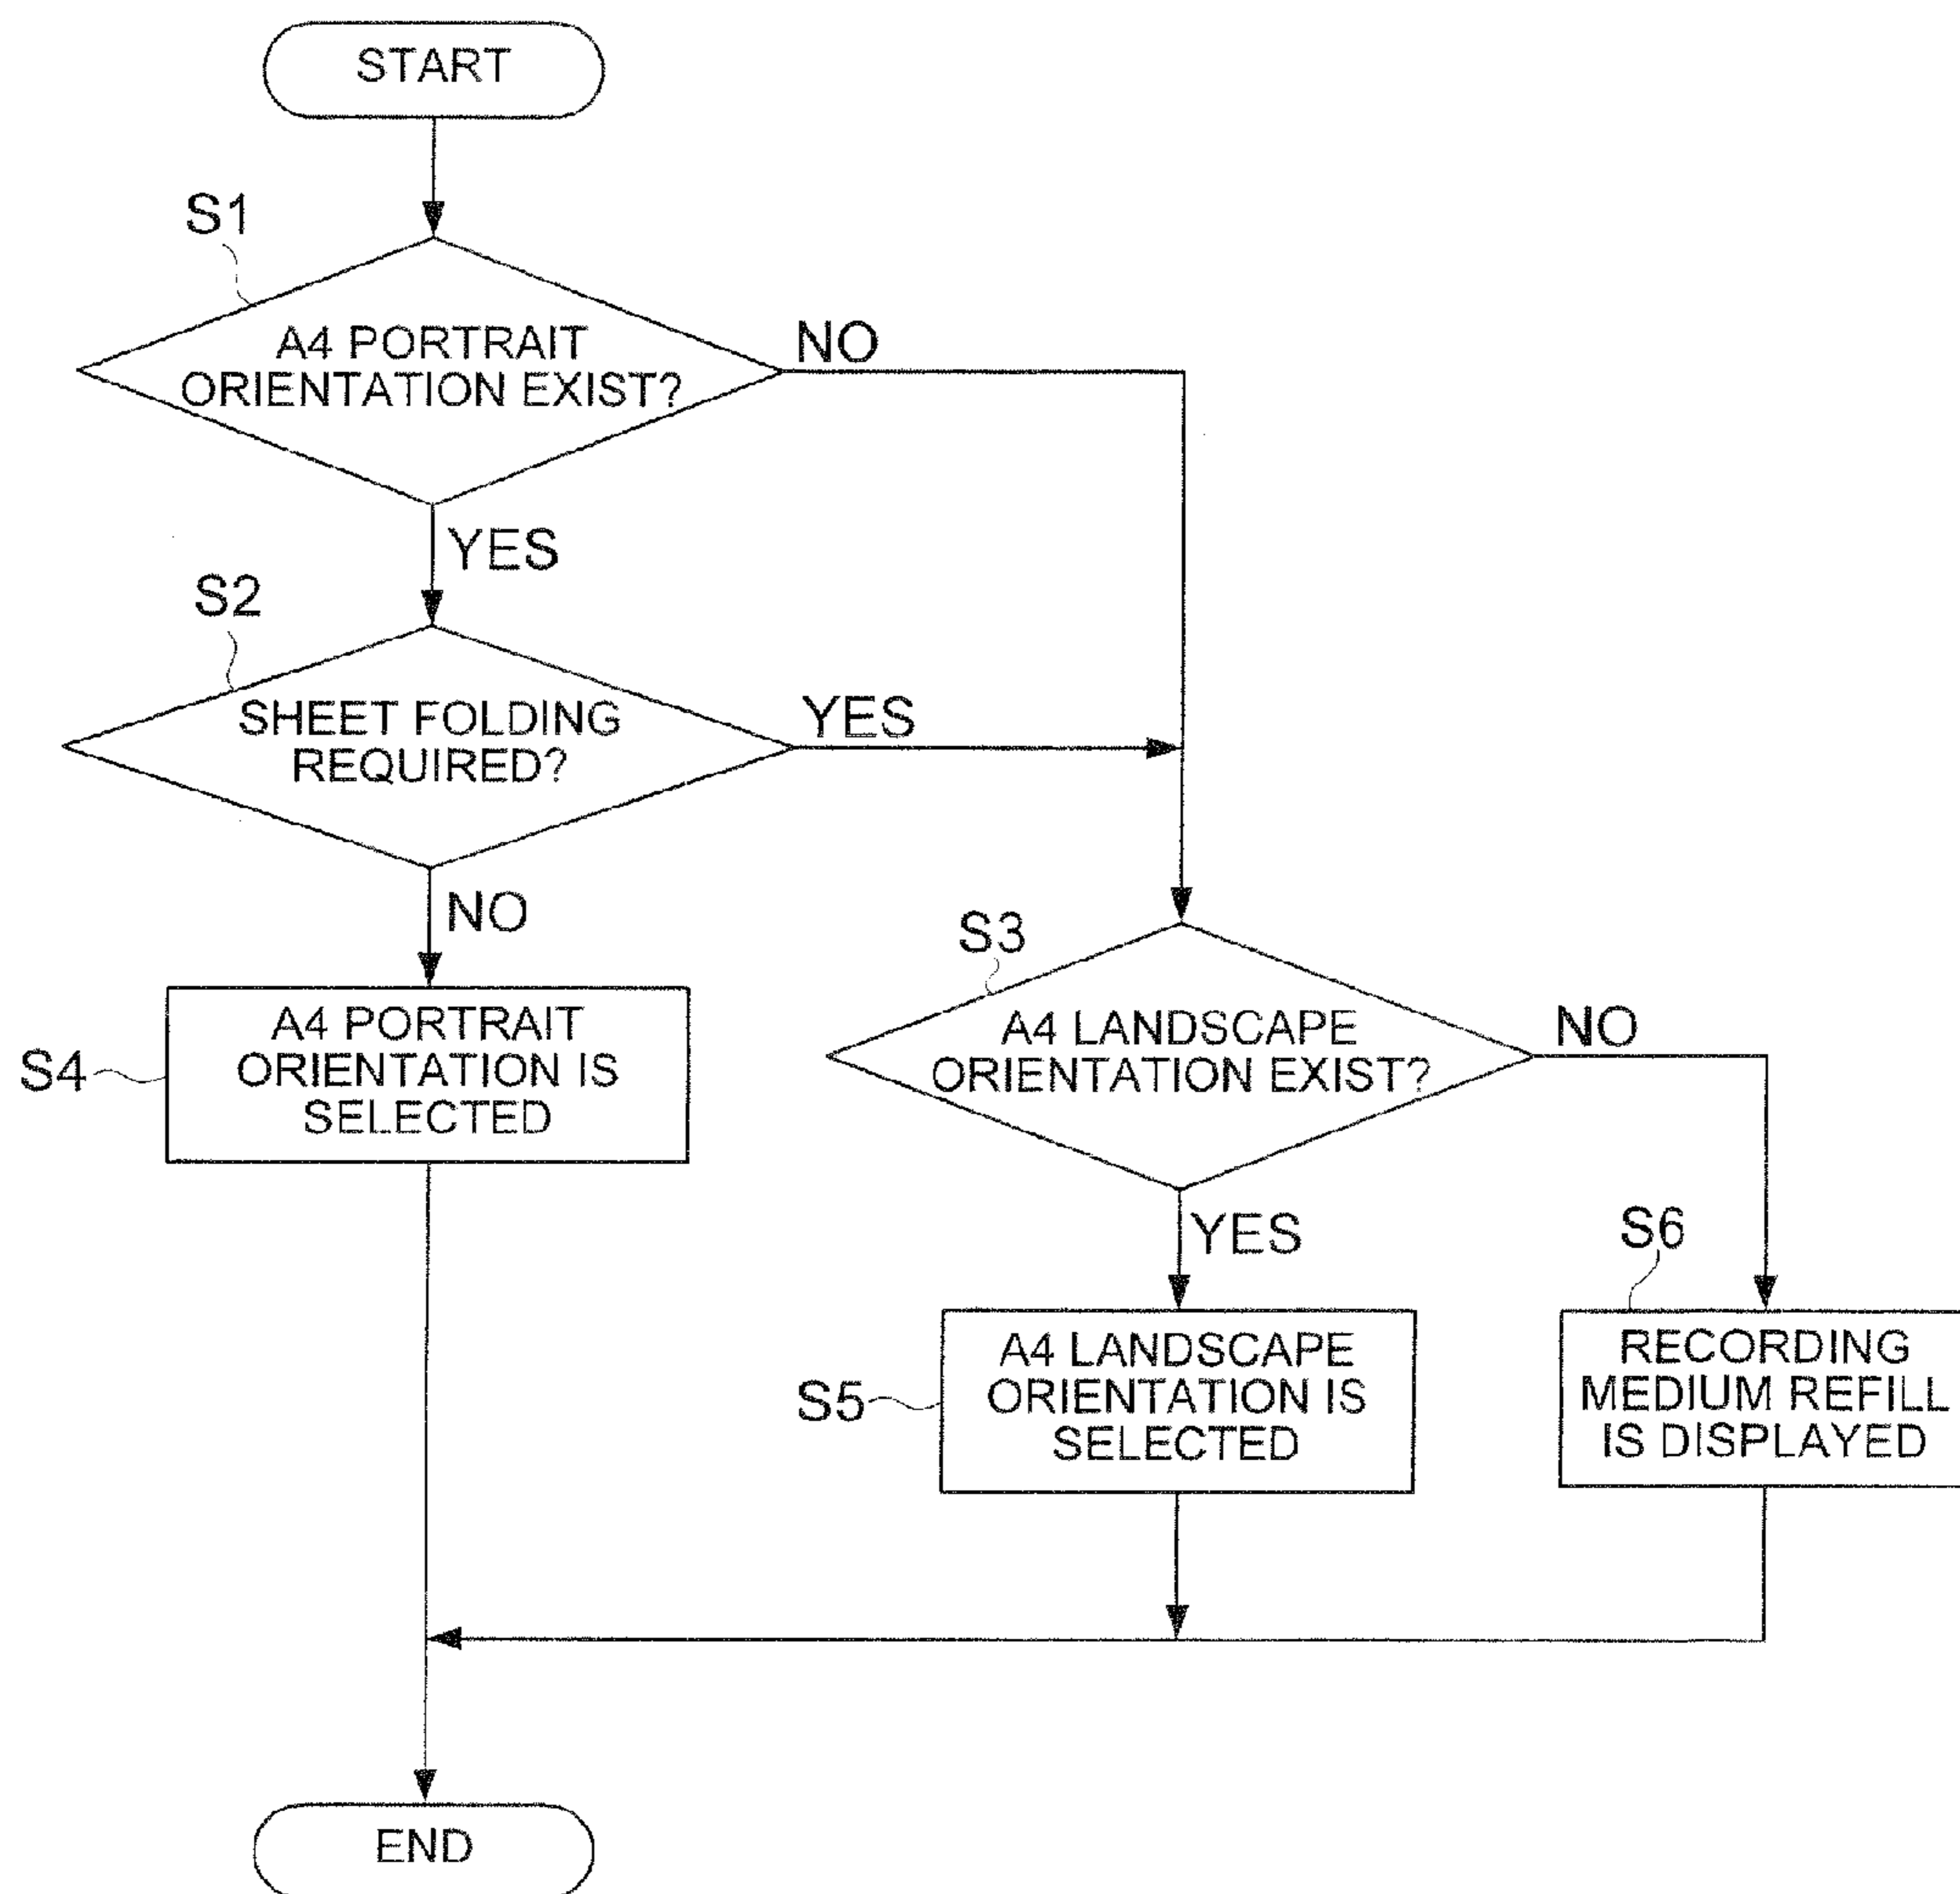 START
S1
A4 PORTRAIT
ORIENTATION EXIST?
NO
YES
S2
SHEET FOLDING
REQUIRED?
YES
NO
S4
A4 PORTRAIT
ORIENTATION IS
SELECTED
S3
A4 LANDSCAPE
ORIENTATION EXIST?
NO
YES
S5
A4 LANDSCAPE
ORIENTATION IS
SELECTED
S6
RECORDING
MEDIUM REFILL
IS DISPLAYED
END